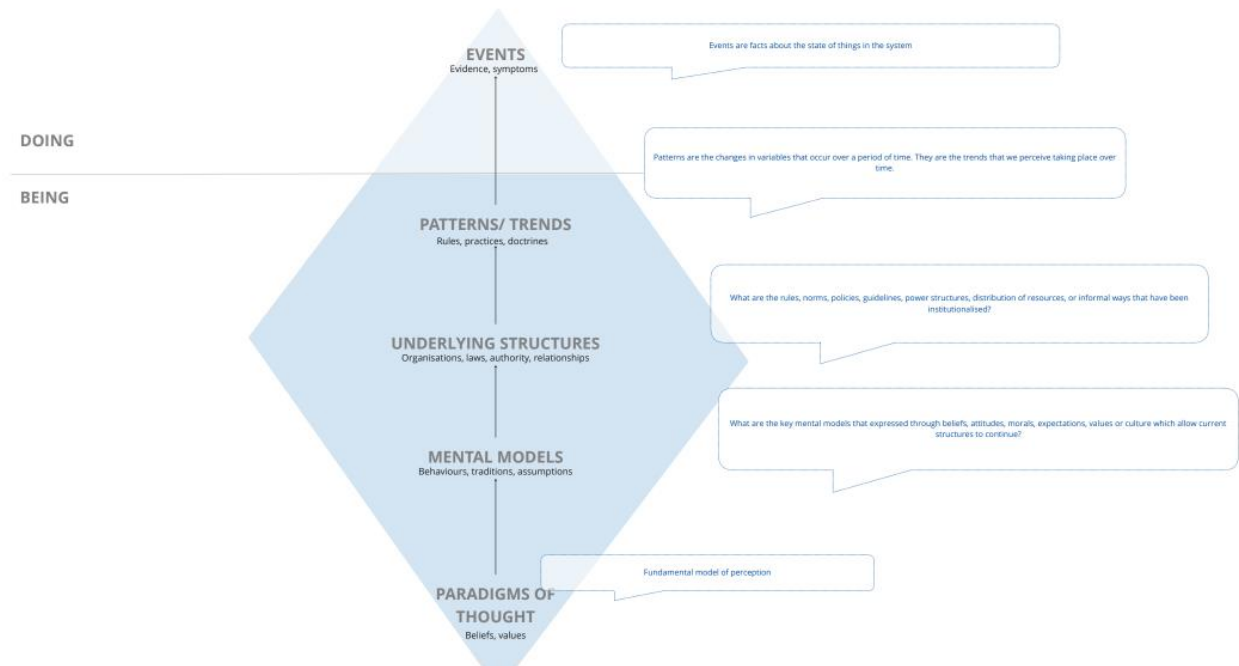 EVENTS
Evidence, symptoms
Events are facts about the state of things in the system
DOING
Patterns are the changes in variables that occur over a period of time. They are the trends that we perceive taking place over
time.
BEING
PATTERNS/ TRENDS
Rules, practices, doctrines
What are the rules, norms, policies, guidelines, power structures, distribution of resources, or informal ways that have been
institutionalised?
UNDERLYING STRUCTURES
Organisations, laws, authority, relationships
What are the key mental models that expressed through beliefs, attitudes, morals, expectations, values or culture which allow current
structures to continue?
MENTAL MODELS
Behaviours, traditions, assumptions
Fundamental model of perception
PARADIGMS OF
THOUGHT
Beliefs, values